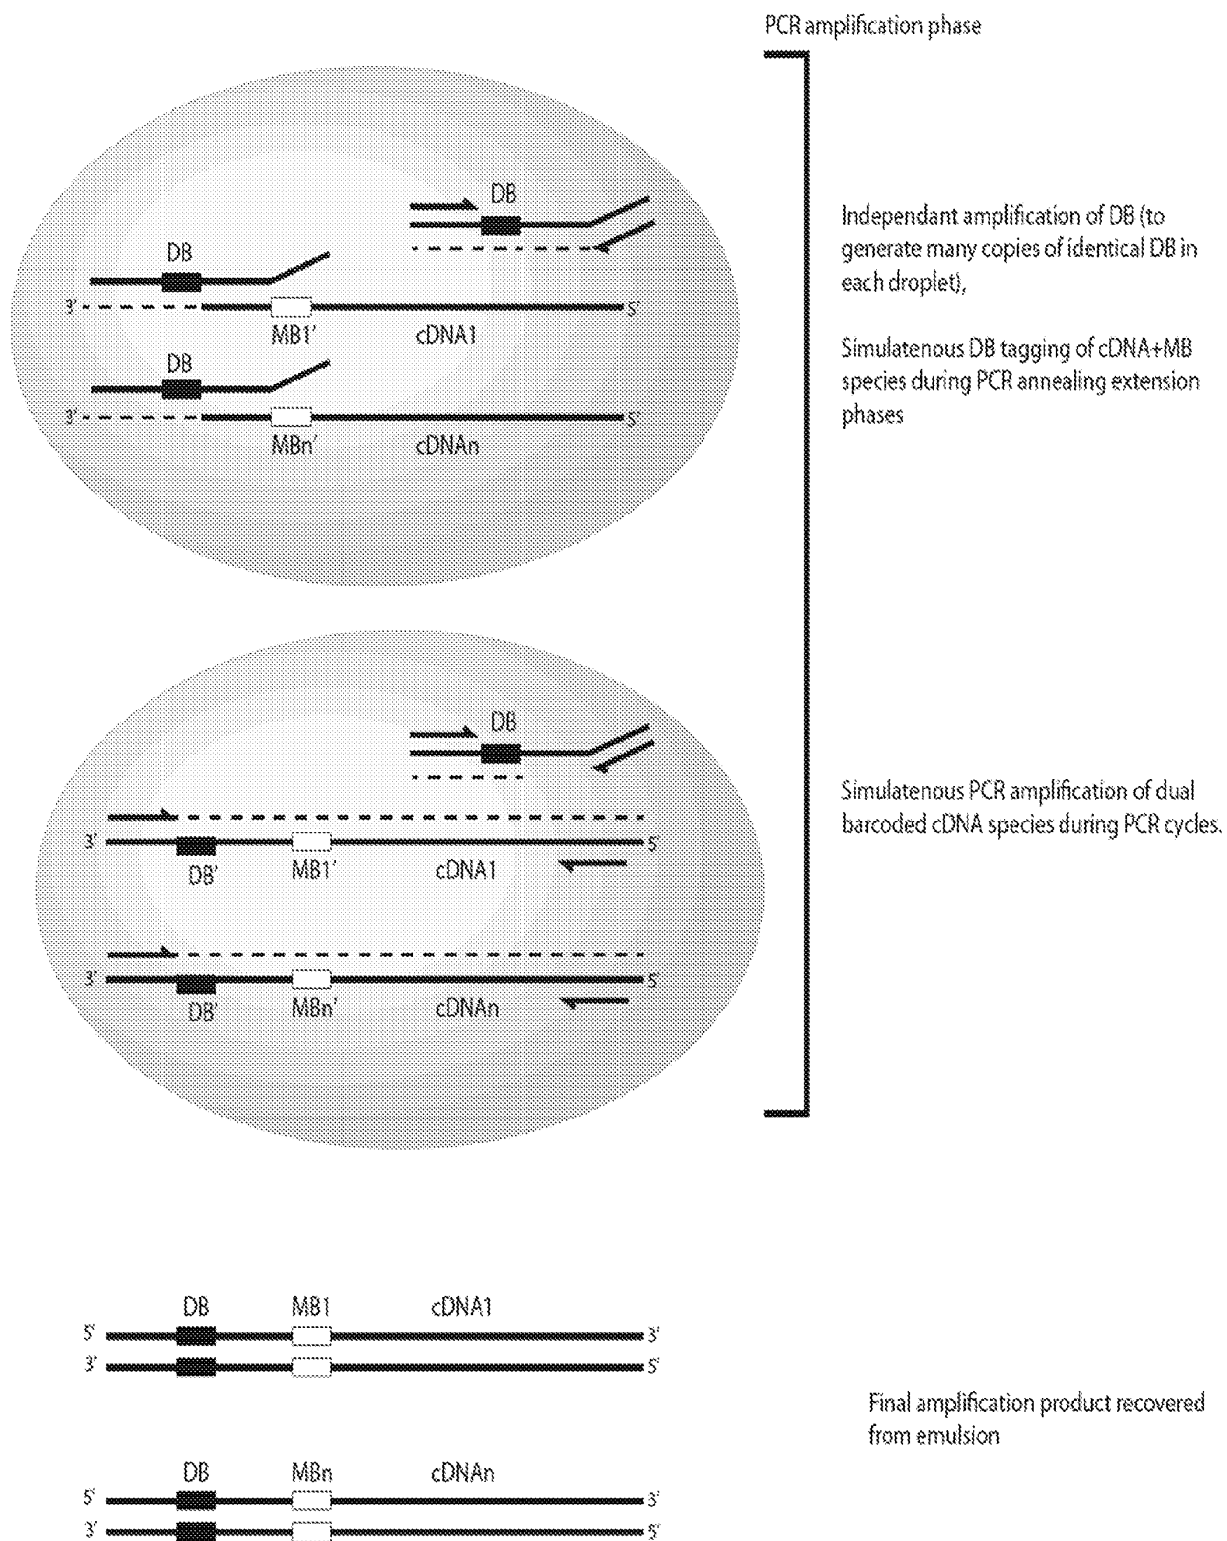 PCR amplification phase
DB
DB
Independant amplification of DB (to
generate many copies of identical DB in
each droplet),
3' 5'
MB1' cDNA1
Simulatenous DB tagging of cDNA+MB
species during PCR annealing extension
phases
DB
3' 5'
MBn' cDNAn
DB
Simulatenous PCR amplification of dual
barcoded cDNA species during PCR cycles.
3' 5'
DB' MB1' cDNA1
3' 5'
DB' MBn' cDNAn
DB MB1 cDNA1
5' 3'
3' 5'
Final amplification product recovered
from emulsion
DB MBn cDNAn
5' 3'
3' 5'